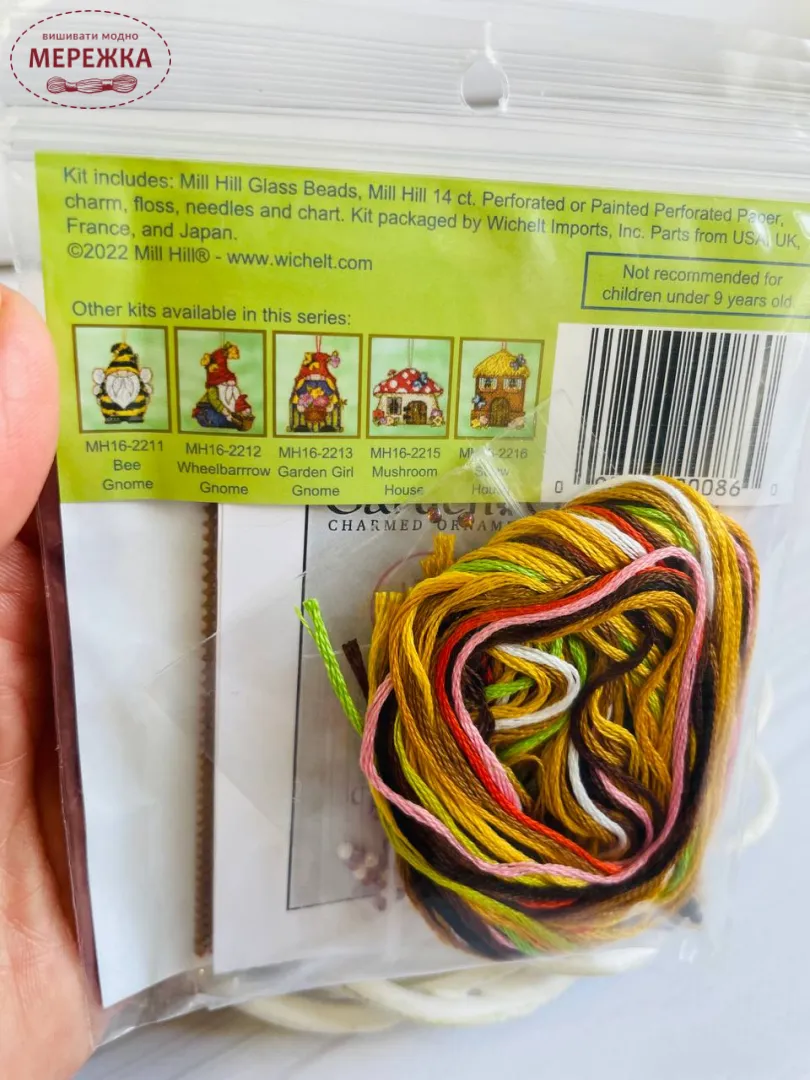 вишивати модно
МЕРЕЖКА
Kit includes: Mill Hill Glass Beads, Mill Hill 14 ct. Perforated or Painted Perforated Paper,
charm, floss, needles and chart. Kit packaged by Wichelt Imports, Inc. Parts from USA, UK,
France, and Japan.
©2022 Mill Hill® - www.wichelt.com
Not recommended for
children under 9 years old
Other kits available in this series:
MH16-2211
Bee
Gnome
MH16-2212
Wheelbarrrow
Gnome
MH16-2213
Garden Girl
Gnome
MH16-2215
Mushroom
House
0086 0
CHARMED